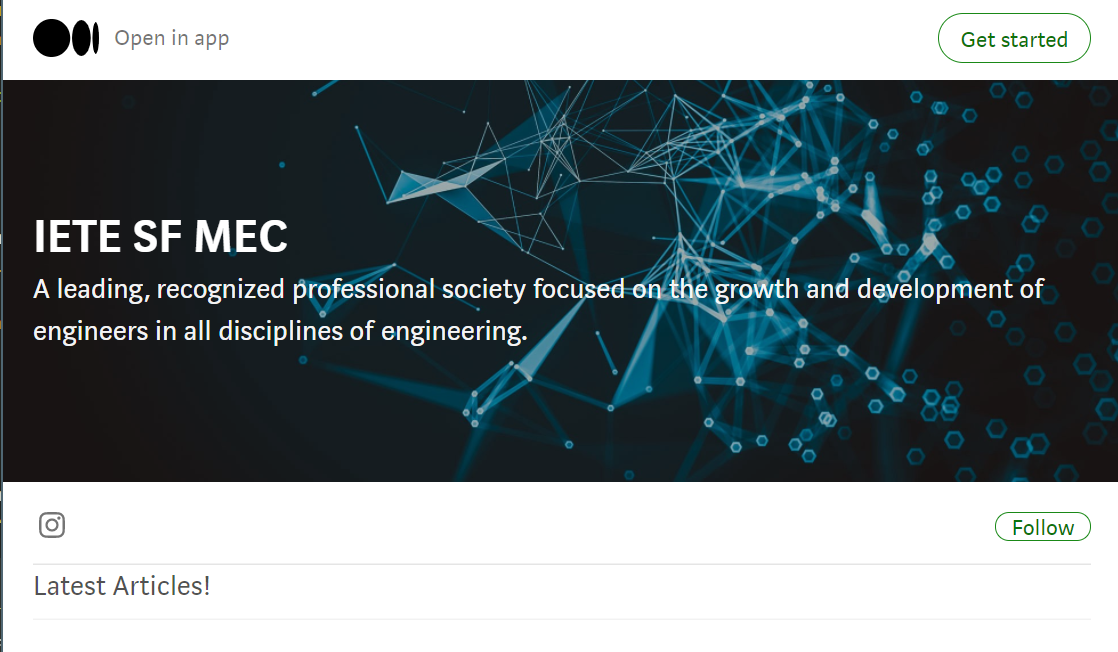 Open in app
Get started
IETE SF MEC
A leading, recognized professional society focused on the growth and development of
engineers in all disciplines of engineering.
Follow
Latest Articles!